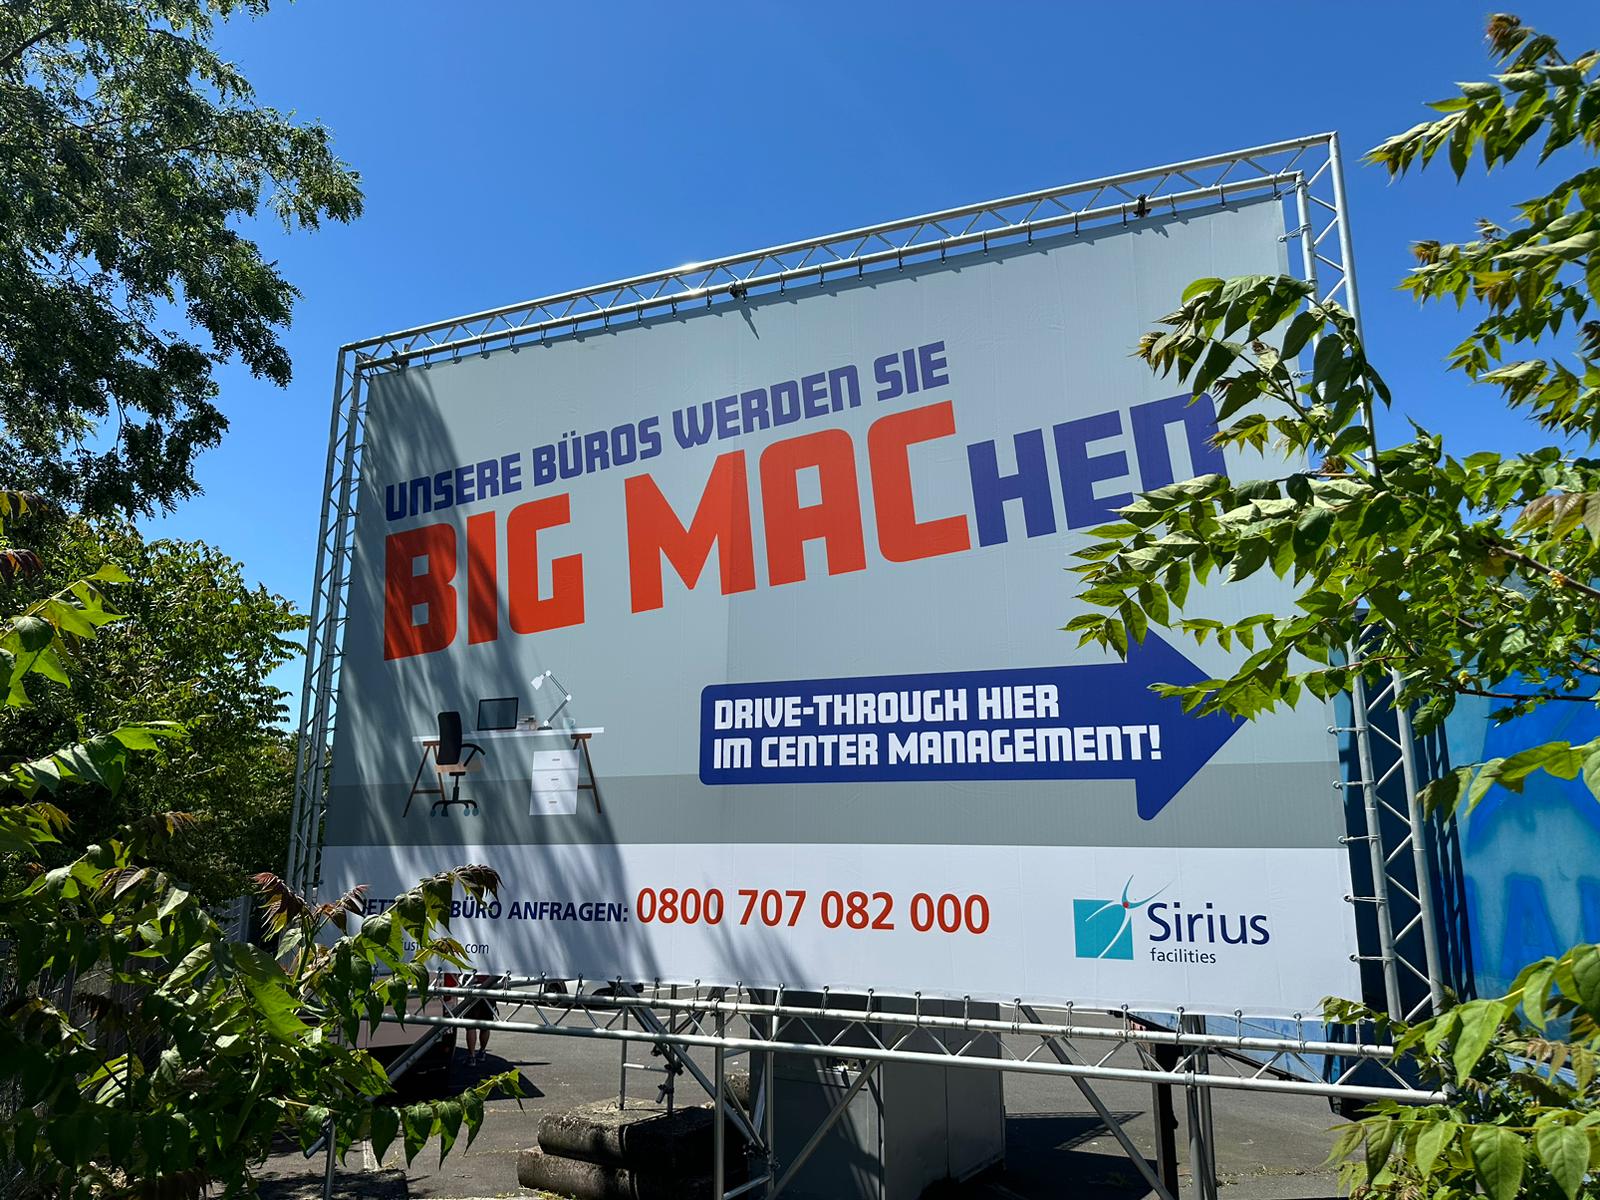 UNSERE BÜROS WERDEN SIE
BIG MACHEN
DRIVE-THROUGH HIER
IM CENTER MANAGEMENT!
BÜRO ANFRAGEN: 0800 707 082 000
Sirius
facilities